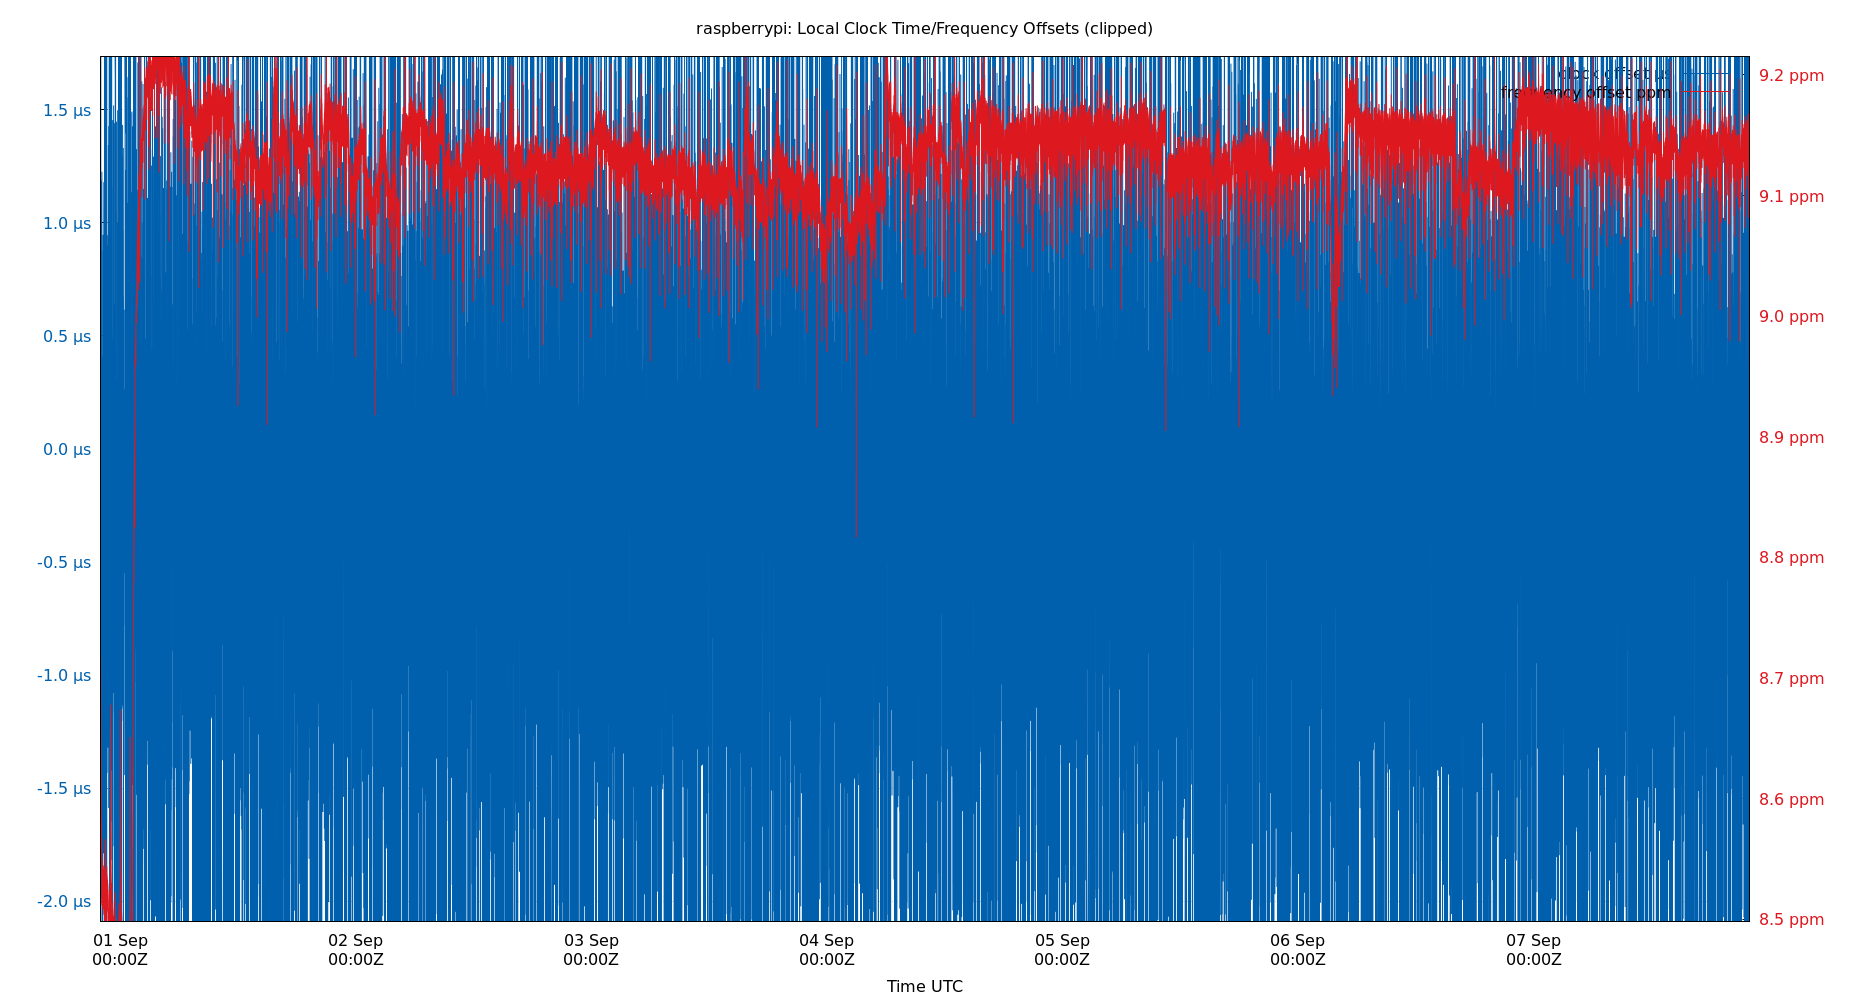 raspberrypi: Local Clock Time/Frequency Offsets (clipped)
clock offset µs
frequency offset ppm
1.5 µs
1.0 µs
0.5 µs
0.0 µs
-0.5 µs
-1.0 µs
-1.5 µs
-2.0 µs
9.2 ppm
9.1 ppm
9.0 ppm
8.9 ppm
8.8 ppm
8.7 ppm
8.6 ppm
8.5 ppm
01 Sep 02 Sep 03 Sep 04 Sep 05 Sep 06 Sep 07 Sep
00:00Z 00:00Z 00:00Z 00:00Z 00:00Z 00:00Z 00:00Z
Time UTC